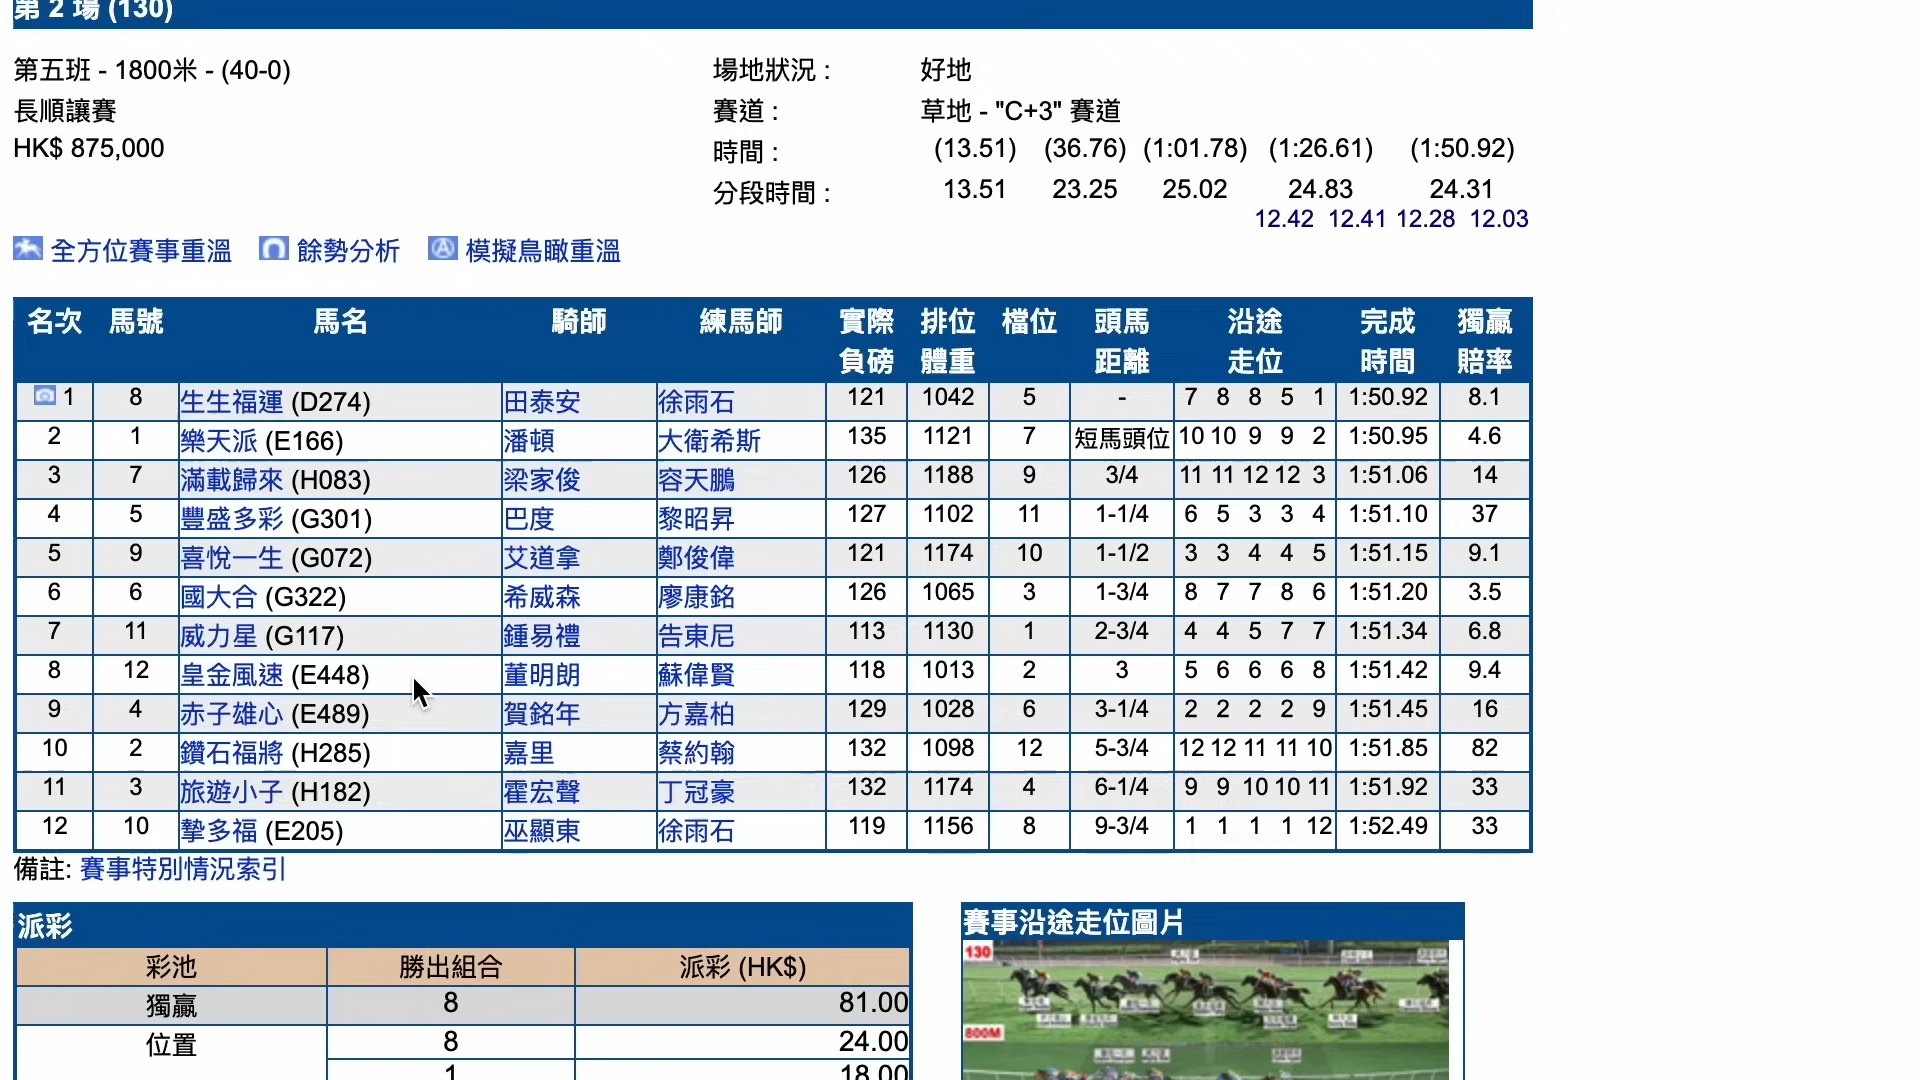 第 2 場 (130)
第五班 - 1800米 - (40-0) 場地狀況 : 好地
長順讓賽 賽道 : 草地 - "C+3" 賽道
HK$ 875,000 時間 : (13.51) (36.76) (1:01.78) (1:26.61) (1:50.92)
分段時間 : 13.51 23.25 25.02 24.83 24.31
12.42 12.41 12.28 12.03
全方位賽事重溫 餘勢分析 模擬鳥瞰重溫
名次 馬號 馬名 騎師 練馬師 實際負磅 排位體重 檔位 頭馬距離 沿途走位 完成時間 獨贏賠率
1 8 生生福運 (D274) 田泰安 徐雨石 121 1042 5 - 7 8 8 5 1 1:50.92 8.1
2 1 樂天派 (E166) 潘頓 大衛希斯 135 1121 7 短馬頭位 10 10 9 9 2 1:50.95 4.6
3 7 滿載歸來 (H083) 梁家俊 容天鵬 126 1188 9 3/4 11 11 12 12 3 1:51.06 14
4 5 豐盛多彩 (G301) 巴度 黎昭昇 127 1102 11 1-1/4 6 5 3 3 4 1:51.10 37
5 9 喜悅一生 (G072) 艾道拿 鄭俊偉 121 1174 10 1-1/2 3 3 4 4 5 1:51.15 9.1
6 6 國大合 (G322) 希威森 廖康銘 126 1065 3 1-3/4 8 7 7 8 6 1:51.20 3.5
7 11 威力星 (G117) 鍾易禮 告東尼 113 1130 1 2-3/4 4 4 5 7 7 1:51.34 6.8
8 12 皇金風速 (E448) 董明朗 蘇偉賢 118 1013 2 3 5 6 6 6 8 1:51.42 9.4
9 4 赤子雄心 (E489) 賀銘年 方嘉柏 129 1028 6 3-1/4 2 2 2 2 9 1:51.45 16
10 2 鑽石福將 (H285) 嘉里 蔡約翰 132 1098 12 5-3/4 12 12 11 11 10 1:51.85 82
11 3 旅遊小子 (H182) 霍宏聲 丁冠豪 132 1174 4 6-1/4 9 9 10 10 11 1:51.92 33
12 10 摯多福 (E205) 巫顯東 徐雨石 119 1156 8 9-3/4 1 1 1 1 12 1:52.49 33
備註: 賽事特別情況索引
派彩 賽事沿途走位圖片
彩池 勝出組合 派彩 (HK$) 130
獨贏 8 81.00
位置 8 24.00 800M
1 18.00